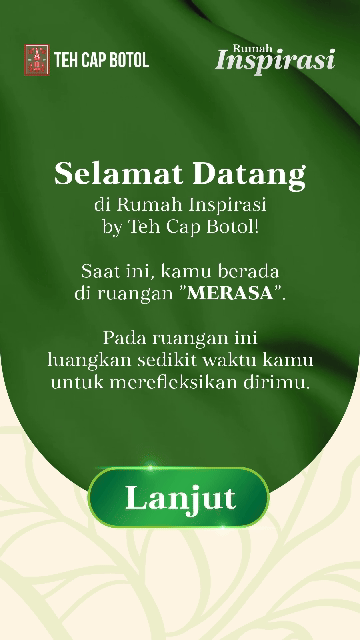 TEH CAP BOTOL
Rumah
Inspirasi
Selamat Datang
di Rumah Inspirasi
by Teh Cap Botol!
Saat ini, kamu berada
di ruangan "MERASA".
Pada ruangan ini
luangkan sedikit waktu kamu
untuk merefleksikan dirimu.
Lanjut